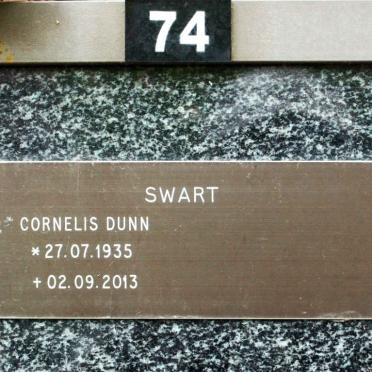 74
SWART
CORNELIS DUNN
* 27.07.1935
+ 02.09.2013